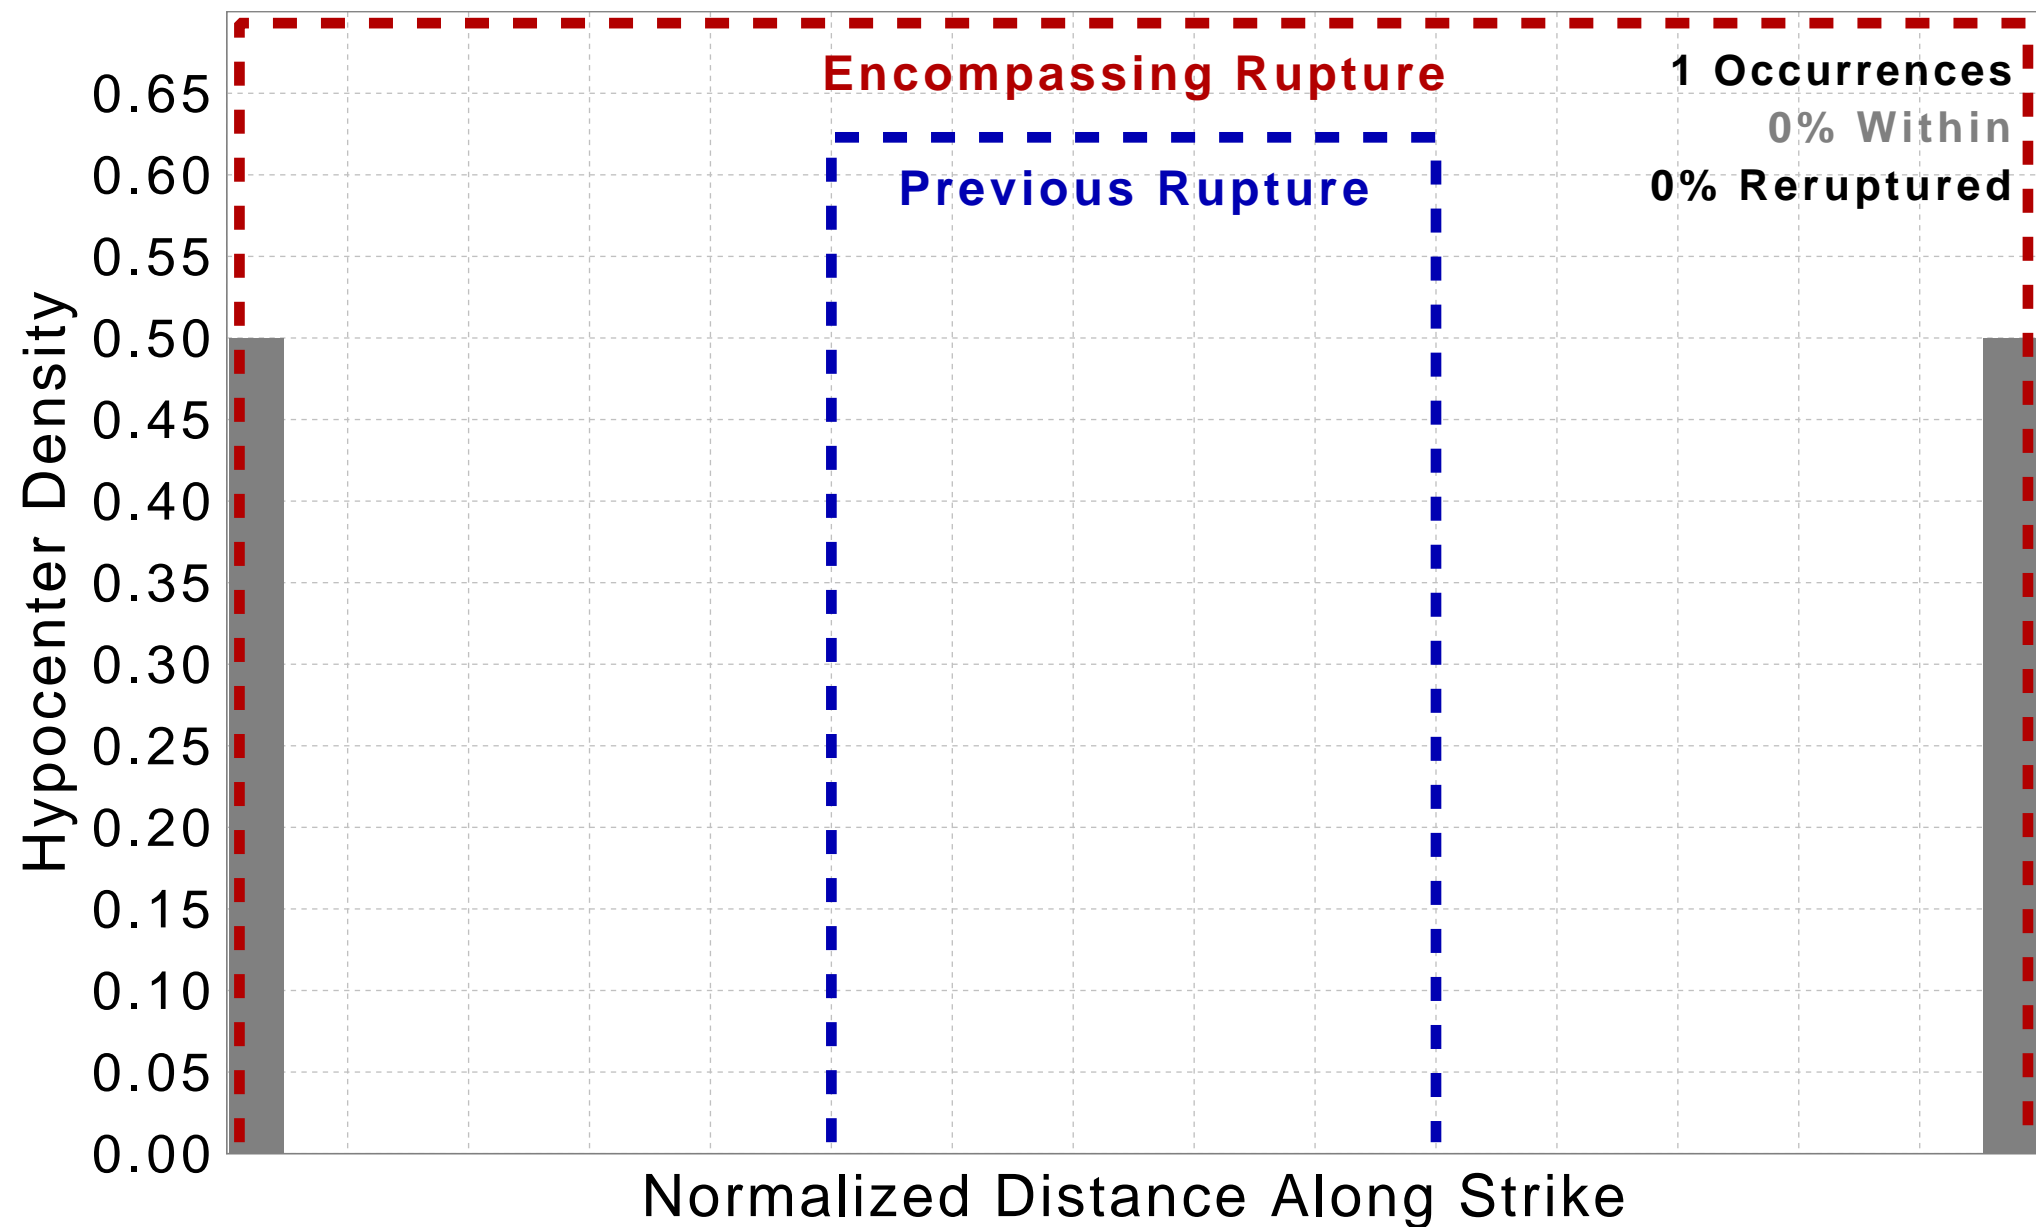 Encompassing Rupture
1 Occurrences
0% Within
Previous Rupture
0% Reruptured
Hypocenter Density
0.65
0.60
0.55
0.50
0.45
0.40
0.35
0.30
0.25
0.20
0.15
0.10
0.05
0.00
Normalized Distance Along Strike